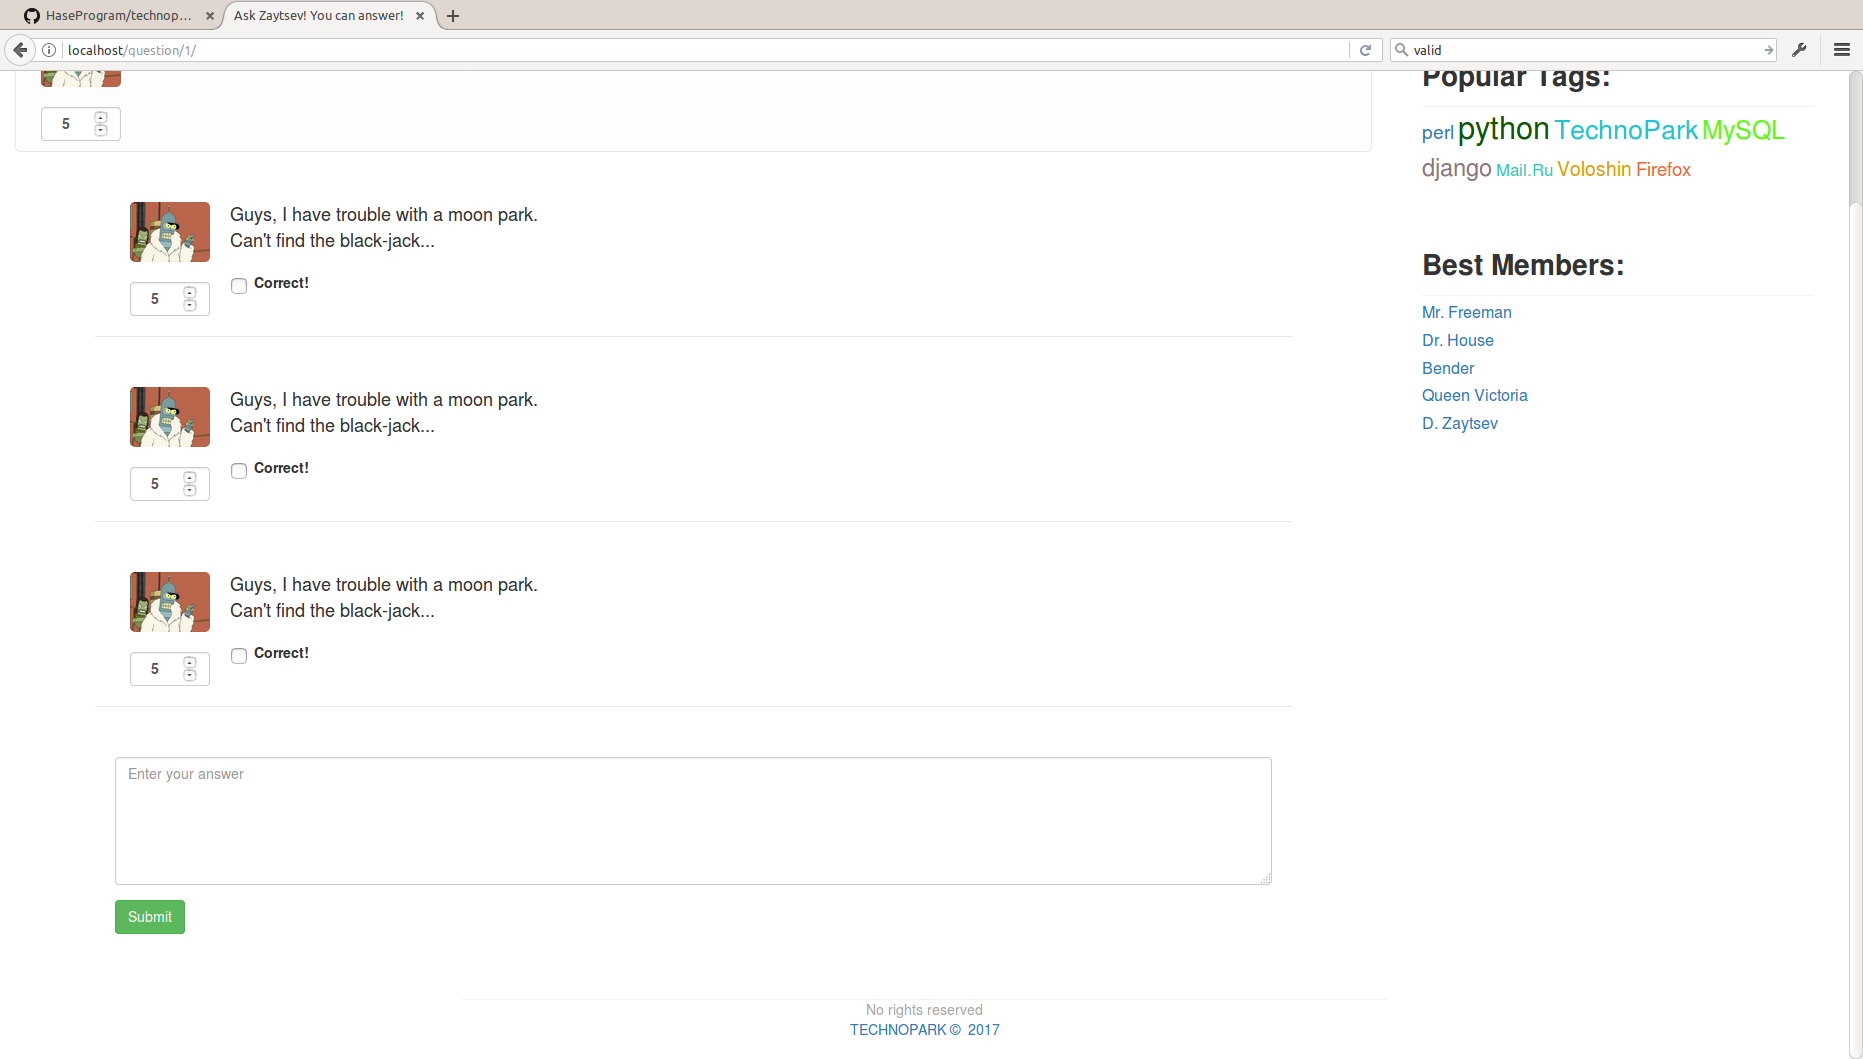 HaseProgram/technop...
Ask Zaytsev! You can answer!
localhost/question/1/
valid
5
Guys, I have trouble with a moon park.
Can't find the black-jack...
5
Correct!
Guys, I have trouble with a moon park.
Can't find the black-jack...
5
Correct!
Guys, I have trouble with a moon park.
Can't find the black-jack...
5
Correct!
Enter your answer
Submit
Popular Tags:
perl python TechnoPark MySQL
django Mail.Ru Voloshin Firefox
Best Members:
Mr. Freeman
Dr. House
Bender
Queen Victoria
D. Zaytsev
No rights reserved
TECHNOPARK © 2017